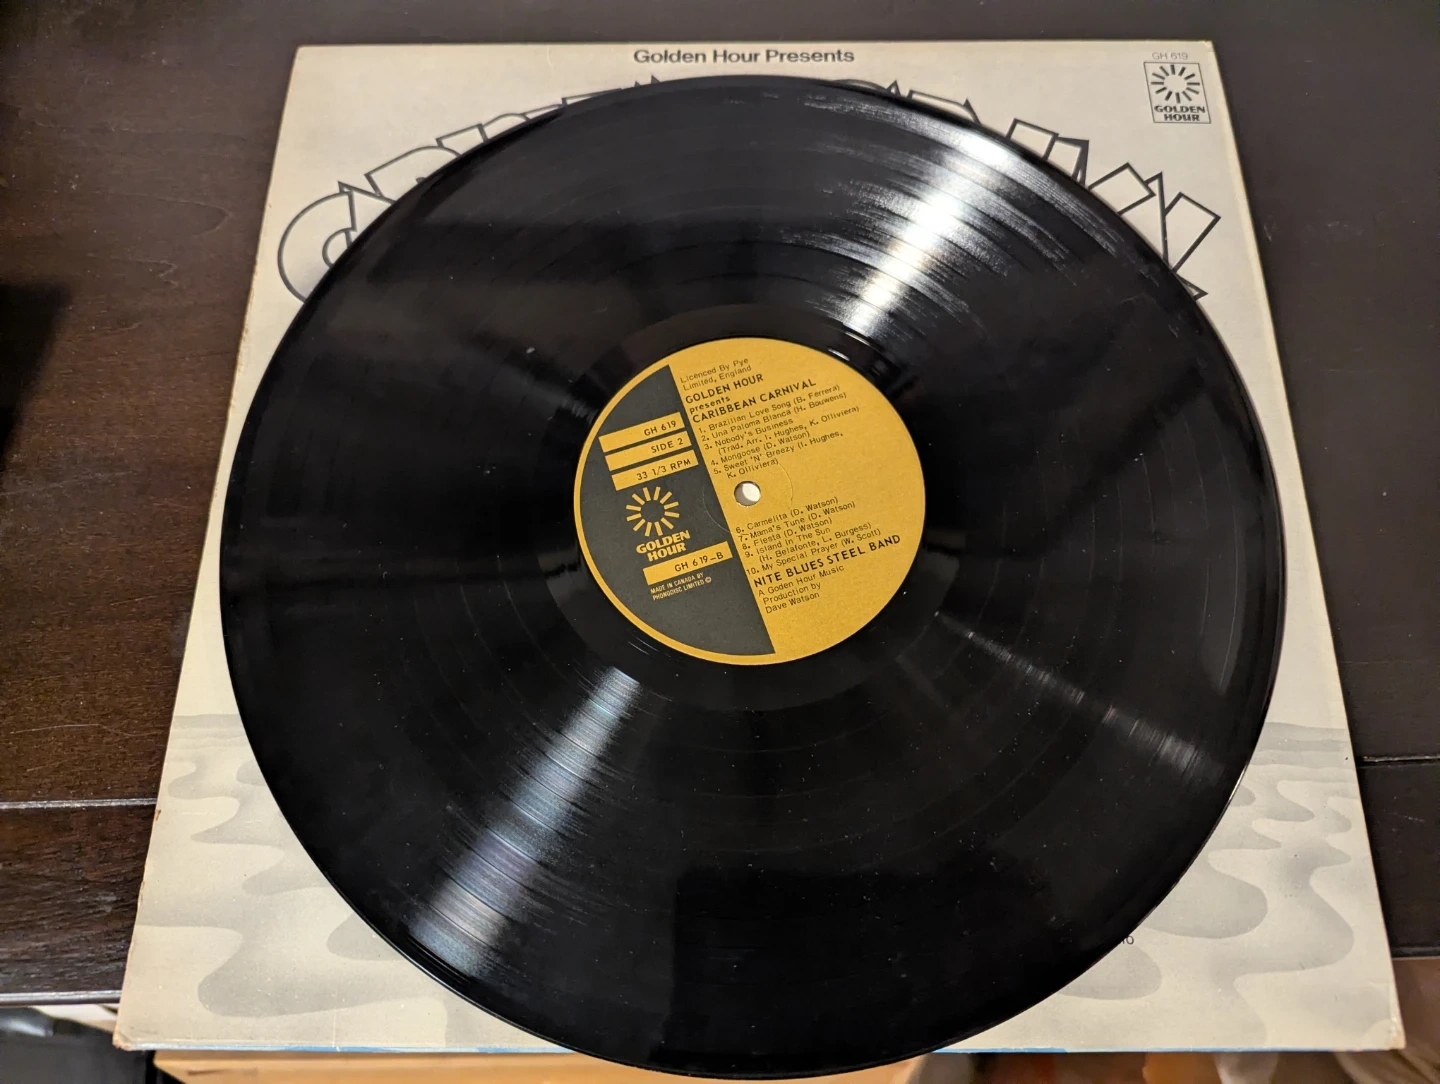 Golden Hour Presents
GH 619
GOLDEN
HOUR
Licenced By Pye
Limited, England
GOLDEN HOUR
presents
CARIBBEAN CARNIVAL
1. Brazilian Love Song (B. Ferrera)
2. Una Paloma Blanca (H. Bouwens)
3. Nobody's Business
(Trad. Arr. I. Hughes, K. Olliviera)
4. Mongoose (D. Watson)
5. Sweet 'N' Breezy (I. Hughes,
K. Olliviera)
GH 619
SIDE 2
33 1/3 RPM
GOLDEN
HOUR
GH 619-B
MADE IN CANADA BY
PHONODISC LIMITED ©
6. Carmelita (D. Watson)
7. Mama's Tune (D. Watson)
8. Fiesta (D. Watson)
9. Island In The Sun
(H. Belafonte, L. Burgess)
10. My Special Prayer (W. Scott)
NITE BLUES STEEL BAND
A Goden Hour Music
Production by
Dave Watson